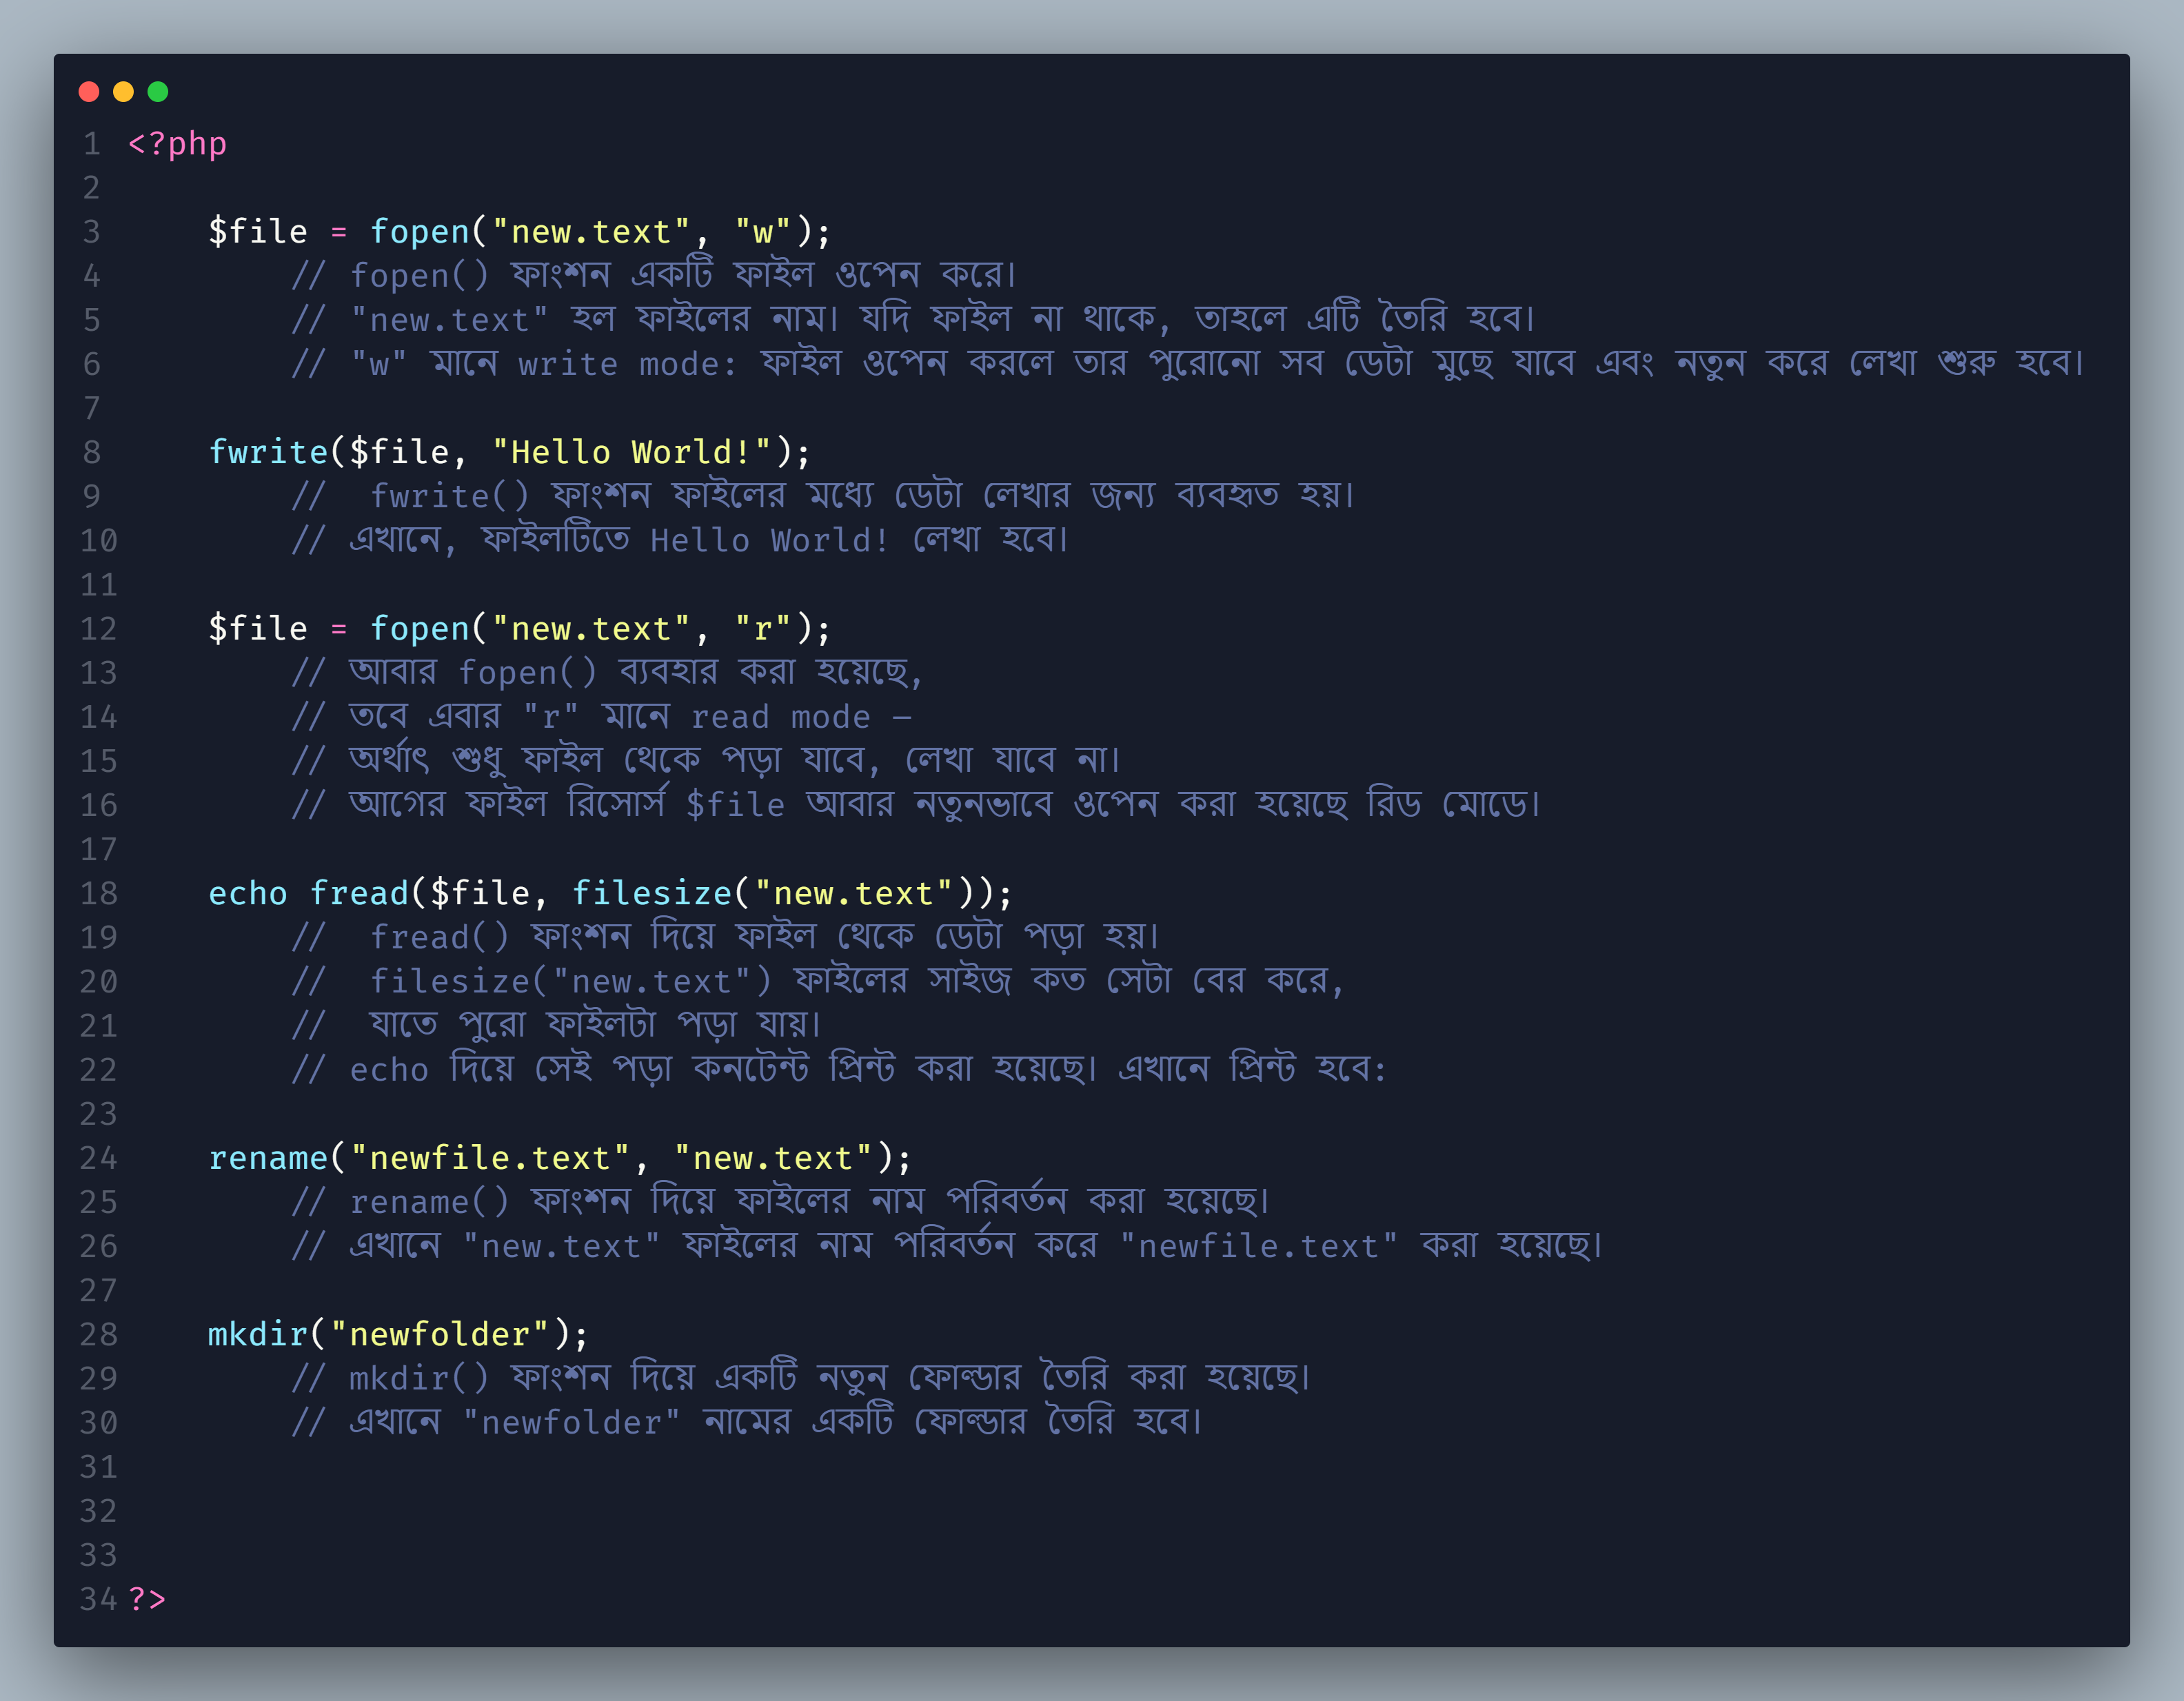 1 <?php
2
3 $file = fopen("new.text", "w");
4 // fopen() ফাংশন একটি ফাইল ওপেন করে।
5 // "new.text" হল ফাইলের নাম। যদি ফাইল না থাকে, তাহলে এটি তৈরি হবে।
6 // "w" মানে write mode: ফাইল ওপেন করলে তার পুরোনো সব ডেটা মুছে যাবে এবং নতুন করে লেখা শুরু হবে।
7
8 fwrite($file, "Hello World!");
9 //  fwrite() ফাংশন ফাইলের মধ্যে ডেটা লেখার জন্য ব্যবহৃত হয়।
10 // এখানে, ফাইলটিতে Hello World! লেখা হবে।
11
12 $file = fopen("new.text", "r");
13 // আবার fopen() ব্যবহার করা হয়েছে,
14 // তবে এবার "r" মানে read mode —
15 // অর্থাৎ শুধু ফাইল থেকে পড়া যাবে, লেখা যাবে না।
16 // আগের ফাইল রিসোর্স $file আবার নতুনভাবে ওপেন করা হয়েছে রিড মোডে।
17
18 echo fread($file, filesize("new.text"));
19 //  fread() ফাংশন দিয়ে ফাইল থেকে ডেটা পড়া হয়।
20 //  filesize("new.text") ফাইলের সাইজ কত সেটা বের করে,
21 //  যাতে পুরো ফাইলটা পড়া যায়।
22 // echo দিয়ে সেই পড়া কনটেন্ট প্রিন্ট করা হয়েছে। এখানে প্রিন্ট হবে:
23
24 rename("newfile.text", "new.text");
25 // rename() ফাংশন দিয়ে ফাইলের নাম পরিবর্তন করা হয়েছে।
26 // এখানে "new.text" ফাইলের নাম পরিবর্তন করে "newfile.text" করা হয়েছে।
27
28 mkdir("newfolder");
29 // mkdir() ফাংশন দিয়ে একটি নতুন ফোল্ডার তৈরি করা হয়েছে।
30 // এখানে "newfolder" নামের একটি ফোল্ডার তৈরি হবে।
31
32
33
34 ?>